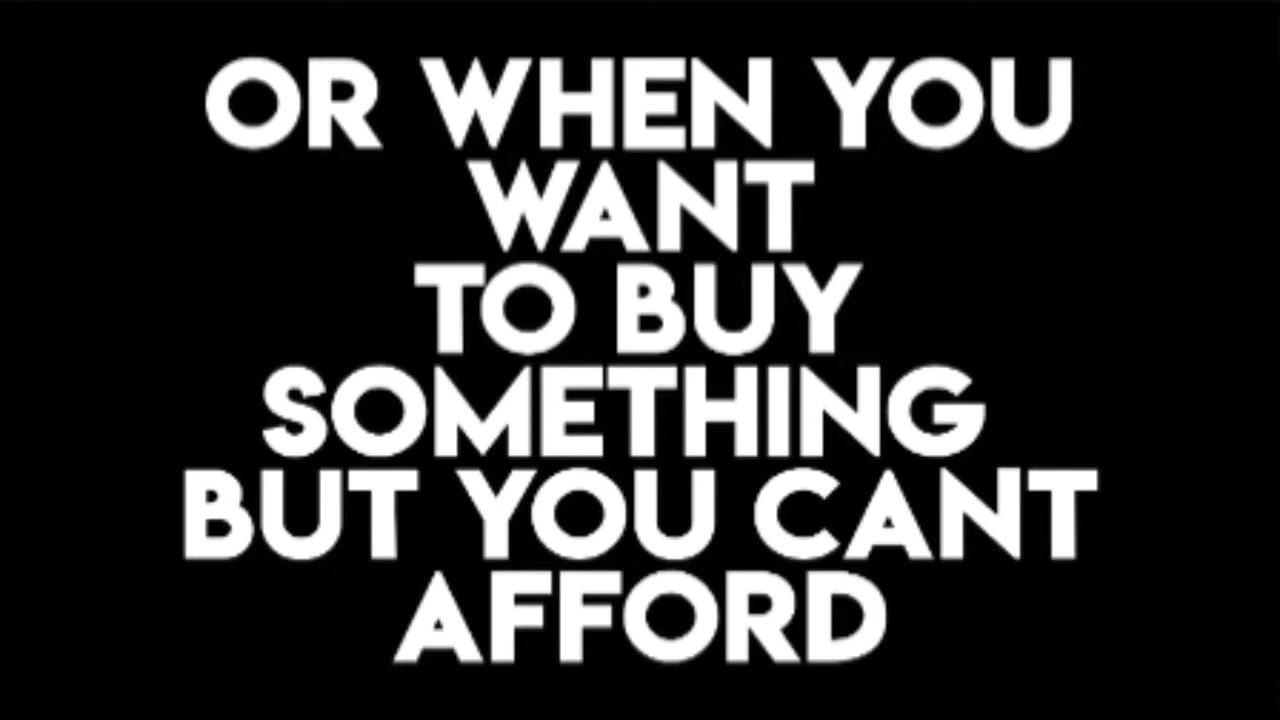 OR WHEN YOU
WANT
TO BUY
SOMETHING
BUT YOU CANT
AFFORD